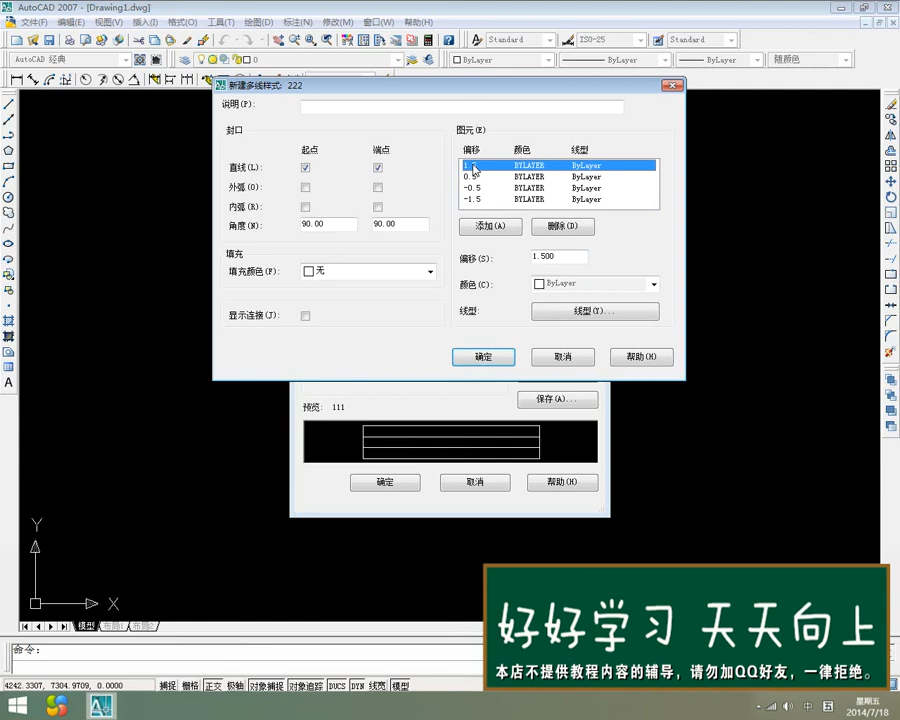 AutoCAD 2007 - [Drawing1.dwg]
文件(F) 编辑(E) 视图(V) 插入(I) 格式(O) 工具(T) 绘图(D) 标注(N) 修改(M) 窗口(W) 帮助(H)
Standard ISO-25 Standard
AutoCAD 经典 0 ByLayer ByLayer ByLayer 随颜色
新建多线样式: 222
说明(P):
封口
起点 端点
直线(L):
外弧(O):
内弧(R):
角度(N): 90.00 90.00
填充
填充颜色(F): 无
显示连接(J):
图元(E)
偏移 颜色 线型
BYLAYER ByLayer
0.5 BYLAYER ByLayer
-0.5 BYLAYER ByLayer
-1.5 BYLAYER ByLayer
添加(A) 删除(D)
偏移(S): 1.500
颜色(C): ByLayer
线型: 线型(Y)...
确定 取消 帮助(H)
保存(A)...
预览: 111
确定 取消 帮助(H)
Y
X
模型 布局1 布局2
命令:
4242.3307, 7304.9709, 0.0000 捕捉 栅格 正交 极轴 对象捕捉 对象追踪 DUCS DYN 线宽 模型
好好学习 天天向上
本店不提供教程内容的辅导，请勿加QQ好友，一律拒绝。
A
中
星期五
2014/7/18